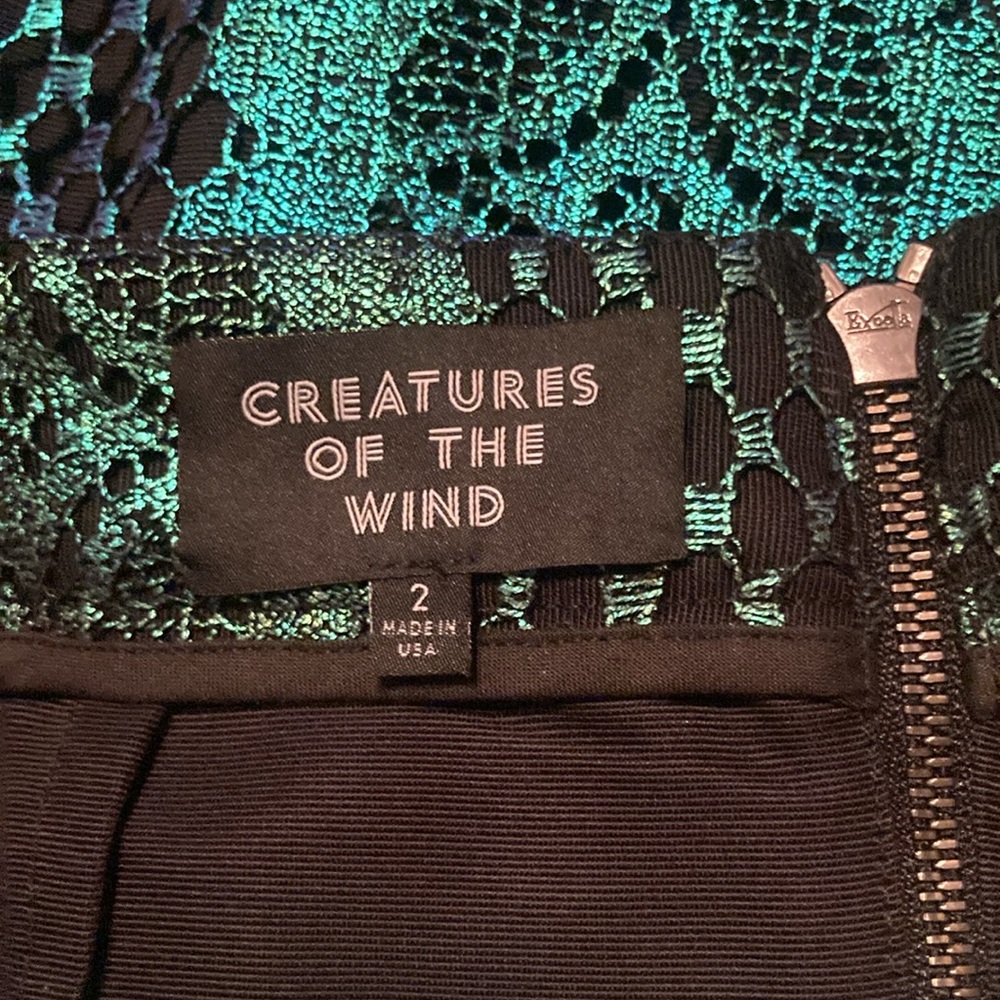 CREATURES
OF THE
WIND
2
MADE IN
USA